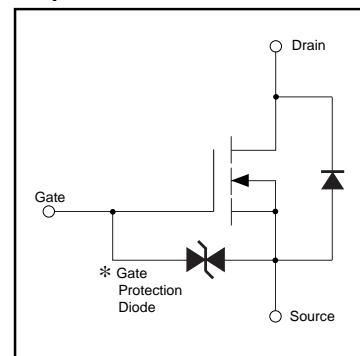 Drain
Gate
* Gate
Protection
Diode
Source